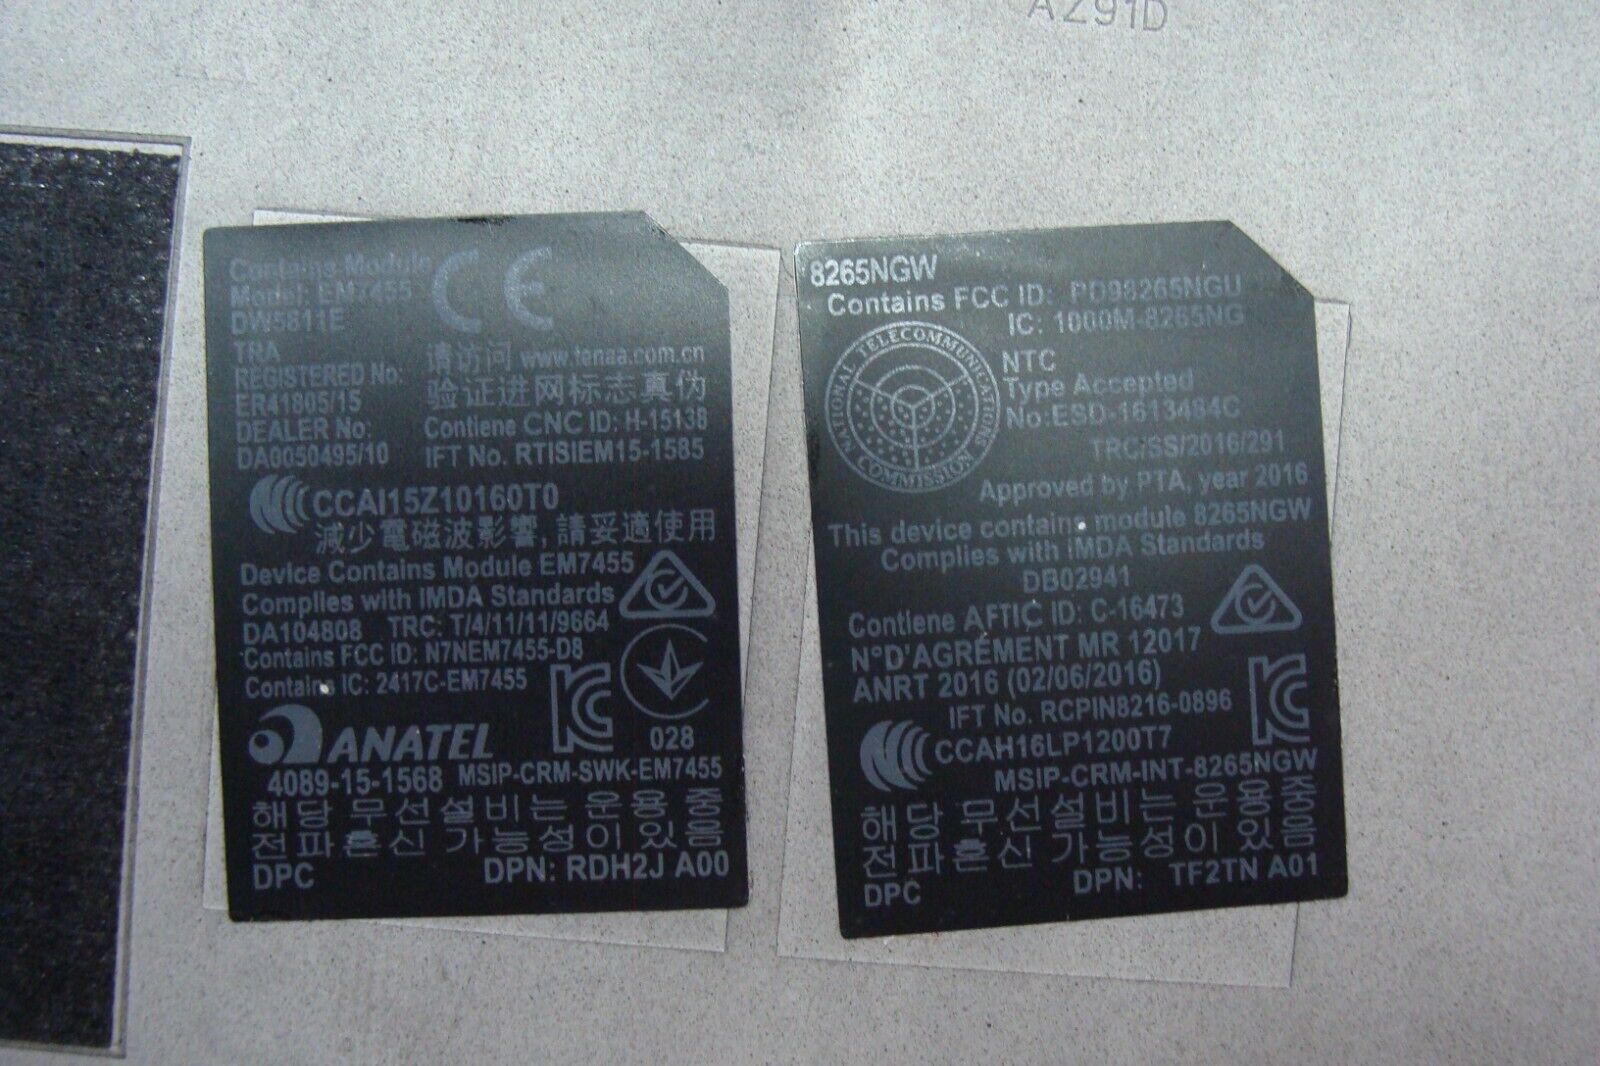 AZ91D
Contains Module
Model: EM7455
DW5811E
CE
TRA
REGISTERED No:
ER41805/15
DEALER No:
DA0050495/10
请访问 www.tenaa.com.cn
验证进网标志真伪
Contiene CNC ID: H-15138
IFT No. RTISIEM15-1585
CCAI15Z10160T0
減少電磁波影響,請妥適使用
Device Contains Module EM7455
Complies with IMDA Standards
DA104808 TRC: T/4/11/11/9664
Contains FCC ID: N7NEM7455-D8
Contains IC: 2417C-EM7455
ANATEL
028
4089-15-1568 MSIP-CRM-SWK-EM7455
해당 무선설비는 운용 중
전파혼신 가능성이 있음
DPC DPN: RDH2J A00
8265NGW
Contains FCC ID: PD98265NGU
IC: 1000M-8265NG
NATIONAL TELECOMMUNICATIONS COMMISSION
NTC
Type Accepted
No:ESD-1613484C
TRC/SS/2016/291
Approved by PTA, year 2016
This device contains module 8265NGW
Complies with IMDA Standards
DB02941
Contiene AFTIC ID: C-16473
N°D'AGRÉMENT MR 12017
ANRT 2016 (02/06/2016)
IFT No. RCPIN8216-0896
CCAH16LP1200T7
MSIP-CRM-INT-8265NGW
해당 무선설비는 운용중
전파혼신 가능성이 있음
DPC DPN: TF2TN A01